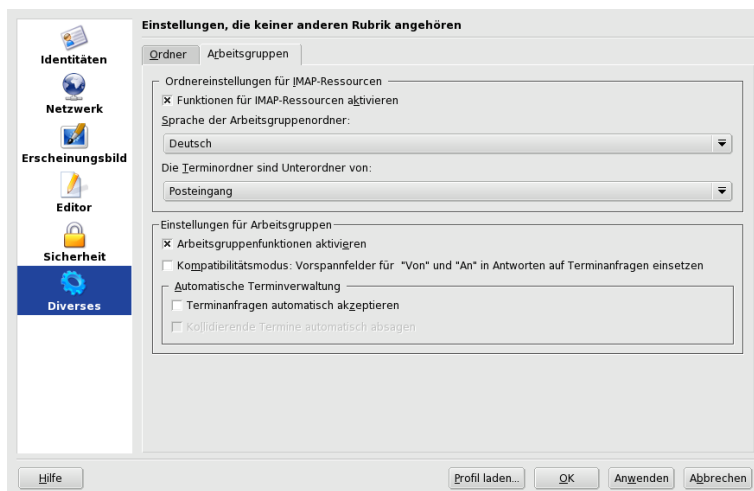 Einstellungen, die keiner anderen Rubrik angehören
Identitäten
Netzwerk
Erscheinungsbild
Editor
Sicherheit
Diverses
Ordner
Arbeitsgruppen
Ordnereinstellungen für IMAP-Ressourcen
Funktionen für IMAP-Ressourcen aktivieren
Sprache der Arbeitsgruppenordner:
Deutsch
Die Terminordner sind Unterordner von:
Posteingang
Einstellungen für Arbeitsgruppen
Arbeitsgruppenfunktionen aktivieren
Kompatibilitätsmodus: Vorspannfelder für "Von" und "An" in Antworten auf Terminanfragen einsetzen
Automatische Terminverwaltung
Terminanfragen automatisch akzeptieren
Kollidierende Termine automatisch absagen
Hilfe
Profil laden...
OK
Anwenden
Abbrechen